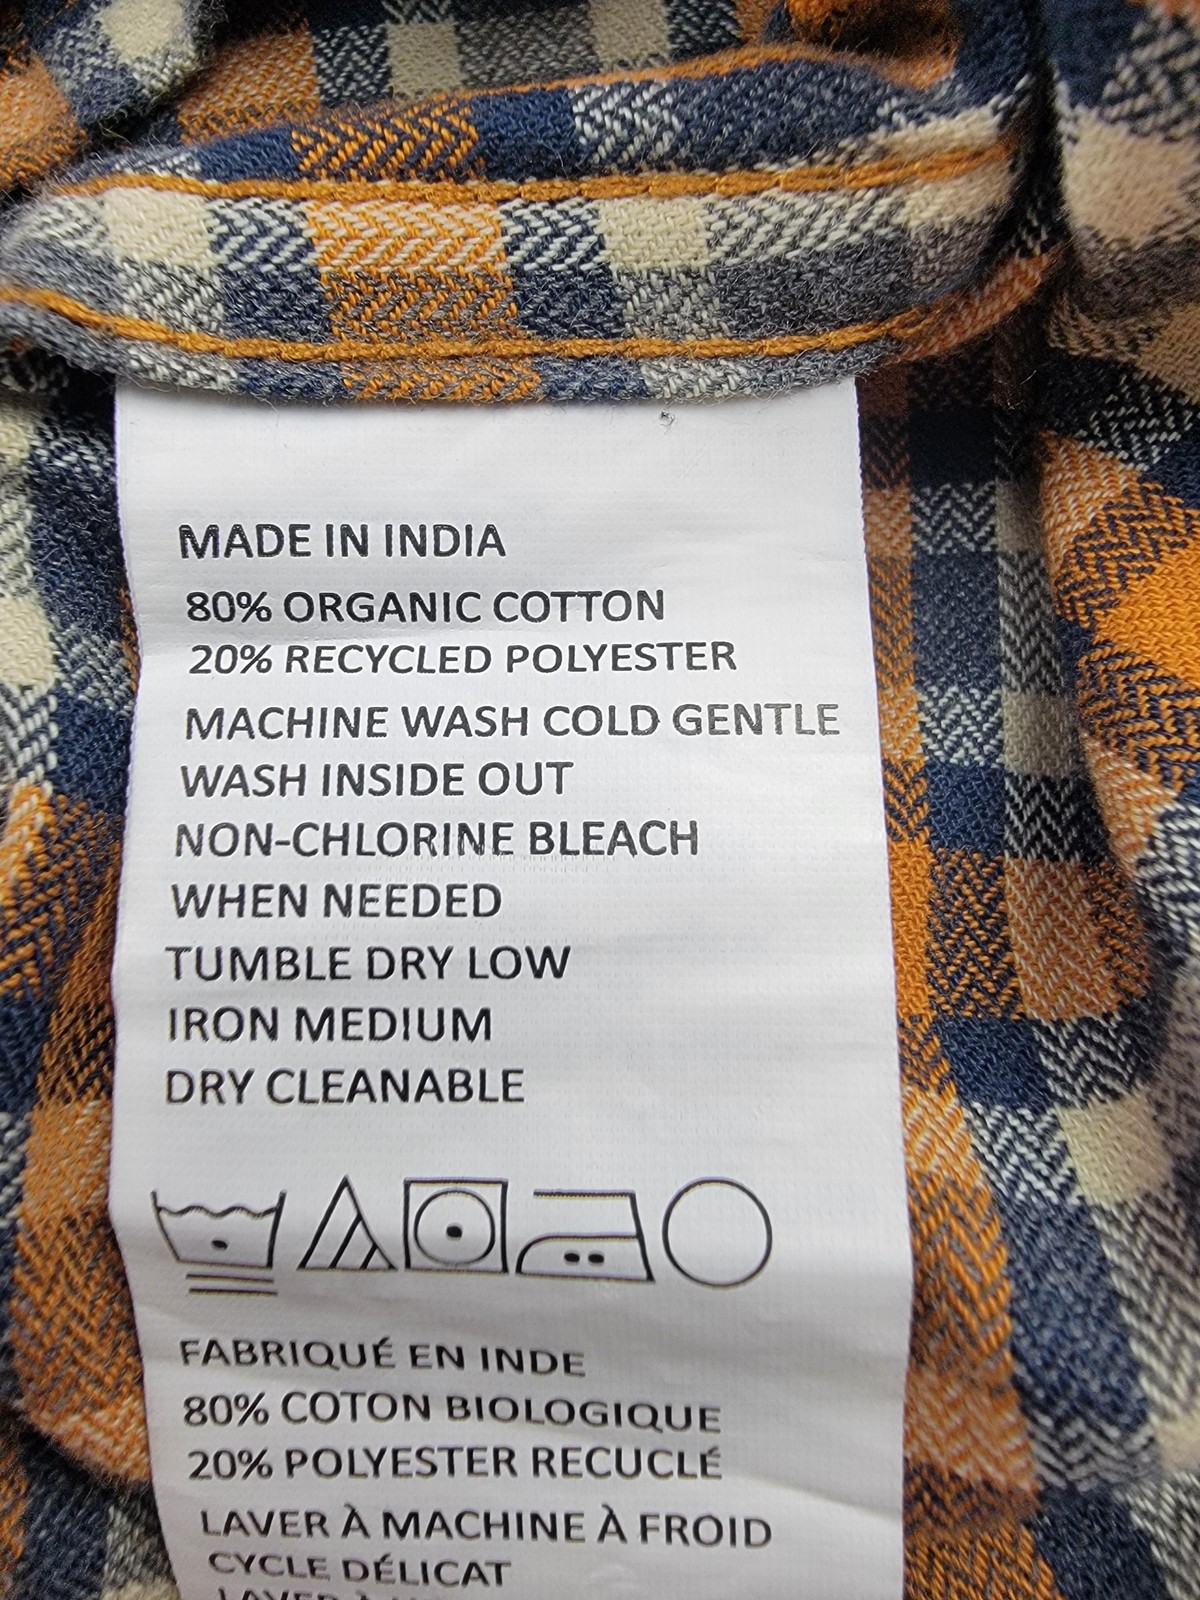 MADE IN INDIA
80% ORGANIC COTTON
20% RECYCLED POLYESTER
MACHINE WASH COLD GENTLE
WASH INSIDE OUT
NON-CHLORINE BLEACH
WHEN NEEDED
TUMBLE DRY LOW
IRON MEDIUM
DRY CLEANABLE
FABRIQUÉ EN INDE
80% COTON BIOLOGIQUE
20% POLYESTER RECUCLÉ
LAVER À MACHINE À FROID
CYCLE DÉLICAT
LAVER À